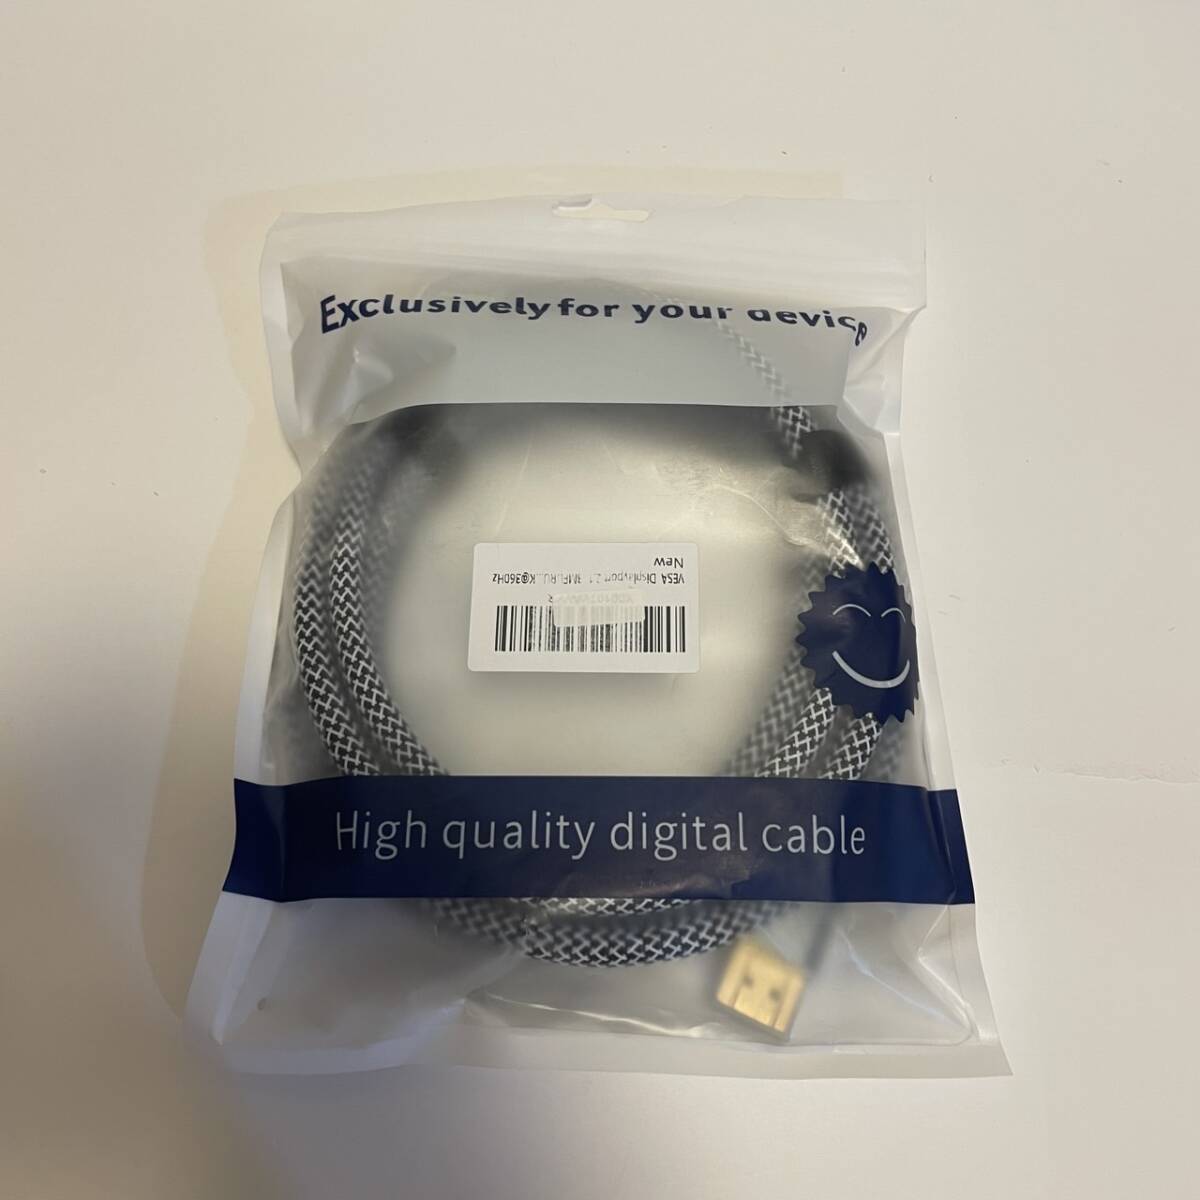 Exclusively for your device
VESA Displayport 2.1
New
High quality digital cable